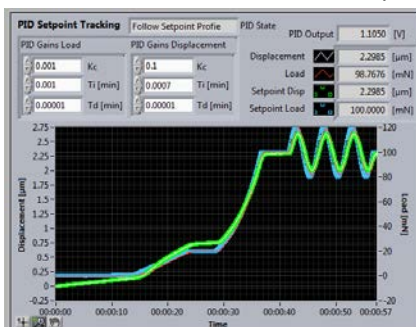 PID Setpoint Tracking Follow Setpoint Profie PID State
PID Output 1.1050 [V]
PID Gains Load PID Gains Displacement
0.001 Kc 0.1 Kc
0.001 Ti [min] 0.0007 Ti [min]
0.00001 Td [min] 0.00001 Td [min]
Displacement 2.2985 [µm]
Load 98.7676 [mN]
Setpoint Disp 2.2985 [µm]
Setpoint Load 100.0000 [mN]
2.75 120
2.5
2.25 100
2 80
1.75
1.5 60
1.25 40
1
0.75 20
0.5
0.25 0
0
-0.25 -20
Displacement [µm]
Load [mN]
00:00:00 00:00:10 00:00:20 00:00:30 00:00:40 00:00:50 00:00:57
Time